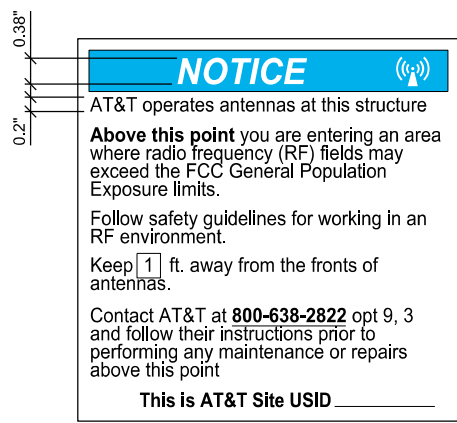 0.38"
0.2"
NOTICE
AT&T operates antennas at this structure
Above this point you are entering an area
where radio frequency (RF) fields may
exceed the FCC General Population
Exposure limits.
Follow safety guidelines for working in an
RF environment.
Keep 1 ft. away from the fronts of
antennas.
Contact AT&T at 800-638-2822 opt 9, 3
and follow their instructions prior to
performing any maintenance or repairs
above this point
This is AT&T Site USID